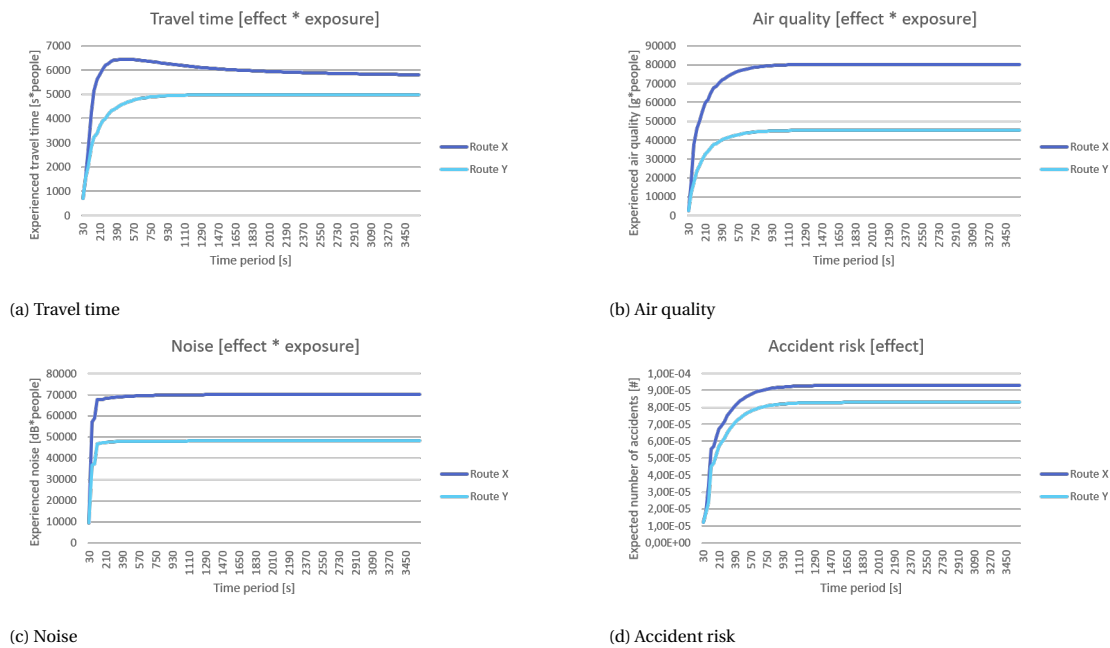 Travel time [effect * exposure]
Experienced travel time [s*people]
7000
6000
5000
4000
3000
2000
1000
0
30 210 390 570 750 930 1110 1290 1470 1650 1830 2010 2190 2370 2550 2730 2910 3090 3270 3450
Time period [s]
Route X
Route Y
(a) Travel time
Air quality [effect * exposure]
Experienced air quality [g*people]
90000
80000
70000
60000
50000
40000
30000
20000
10000
0
30 210 390 570 750 930 1110 1290 1470 1650 1830 2010 2190 2370 2550 2730 2910 3090 3270 3450
Time period [s]
Route X
Route Y
(b) Air quality
Noise [effect * exposure]
Experienced noise [dB*people]
80000
70000
60000
50000
40000
30000
20000
10000
0
30 210 390 570 750 930 1110 1290 1470 1650 1830 2010 2190 2370 2550 2730 2910 3090 3270 3450
Time period [s]
Route X
Route Y
(c) Noise
Accident risk [effect]
Expected number of accidents [#]
1,00E-04
9,00E-05
8,00E-05
7,00E-05
6,00E-05
5,00E-05
4,00E-05
3,00E-05
2,00E-05
1,00E-05
0,00E+00
30 210 390 570 750 930 1110 1290 1470 1650 1830 2010 2190 2370 2550 2730 2910 3090 3270 3450
Time period [s]
Route X
Route Y
(d) Accident risk